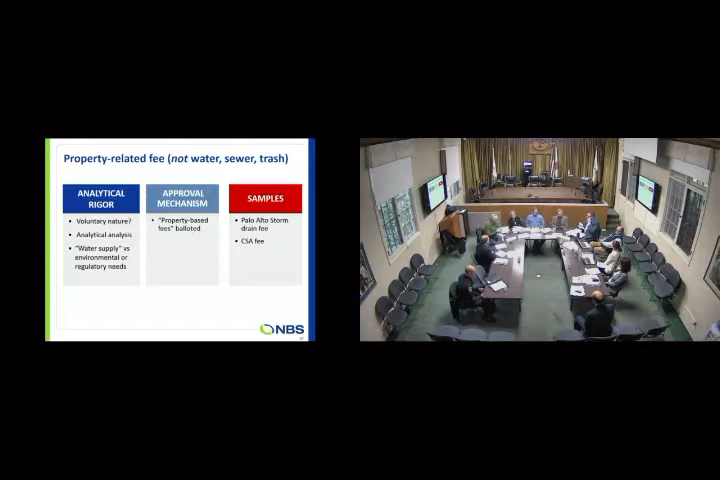 Property-related fee (not water, sewer, trash)
ANALYTICAL
RIGOR
• Voluntary nature?
• Analytical analysis
• "Water supply" vs
environmental or
regulatory needs
APPROVAL
MECHANISM
• "Property-based
fees" balloted
SAMPLES
• Palo Alto Storm
drain fee
• CSA fee
NBS